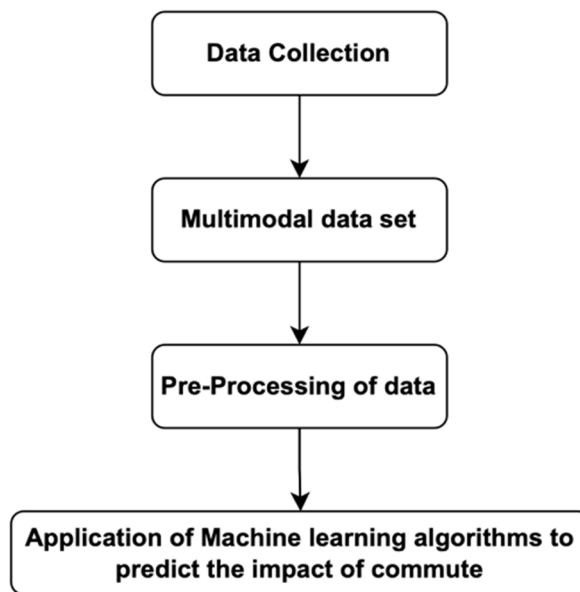 Data Collection
Multimodal data set
Pre-Processing of data
Application of Machine learning algorithms to
predict the impact of commute